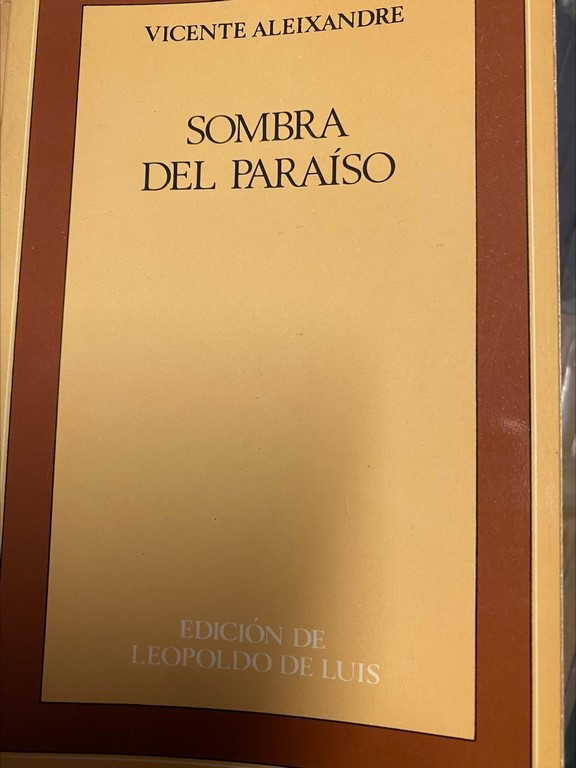 VICENTE ALEIXANDRE
SOMBRA
DEL PARAÍSO
EDICIÓN DE
LEOPOLDO DE LUIS